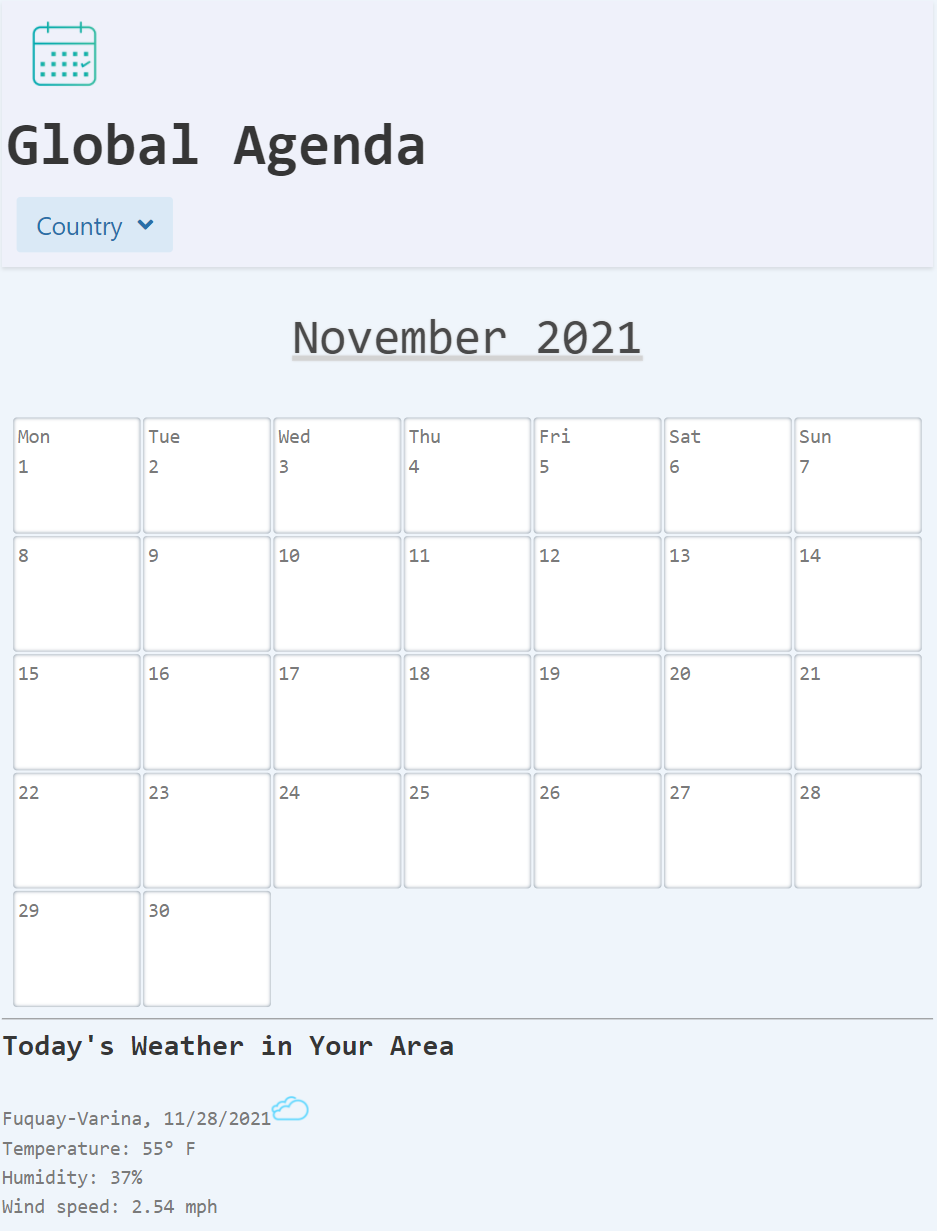 Global Agenda
Country
November 2021
Mon Tue Wed Thu Fri Sat Sun
1 2 3 4 5 6 7
8 9 10 11 12 13 14
15 16 17 18 19 20 21
22 23 24 25 26 27 28
29 30
Today's Weather in Your Area
Fuquay-Varina, 11/28/2021
Temperature: 55° F
Humidity: 37%
Wind speed: 2.54 mph